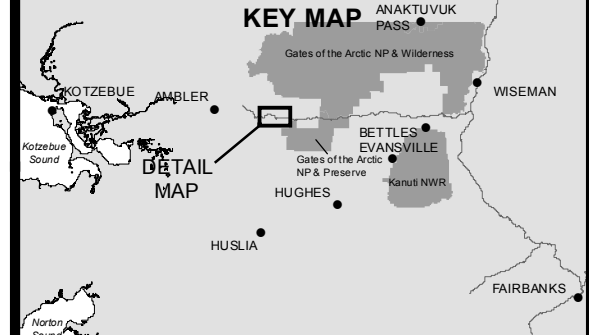 KEY MAP
ANAKTUVUK
PASS
Gates of the Arctic NP & Wilderness
KOTZEBUE
AMBLER
WISEMAN
Kotzebue
Sound
BETTLES
EVANSVILLE
DETAIL
MAP
Gates of the Arctic
NP & Preserve
Kanuti NWR
HUGHES
HUSLIA
FAIRBANKS
Norton
Sound